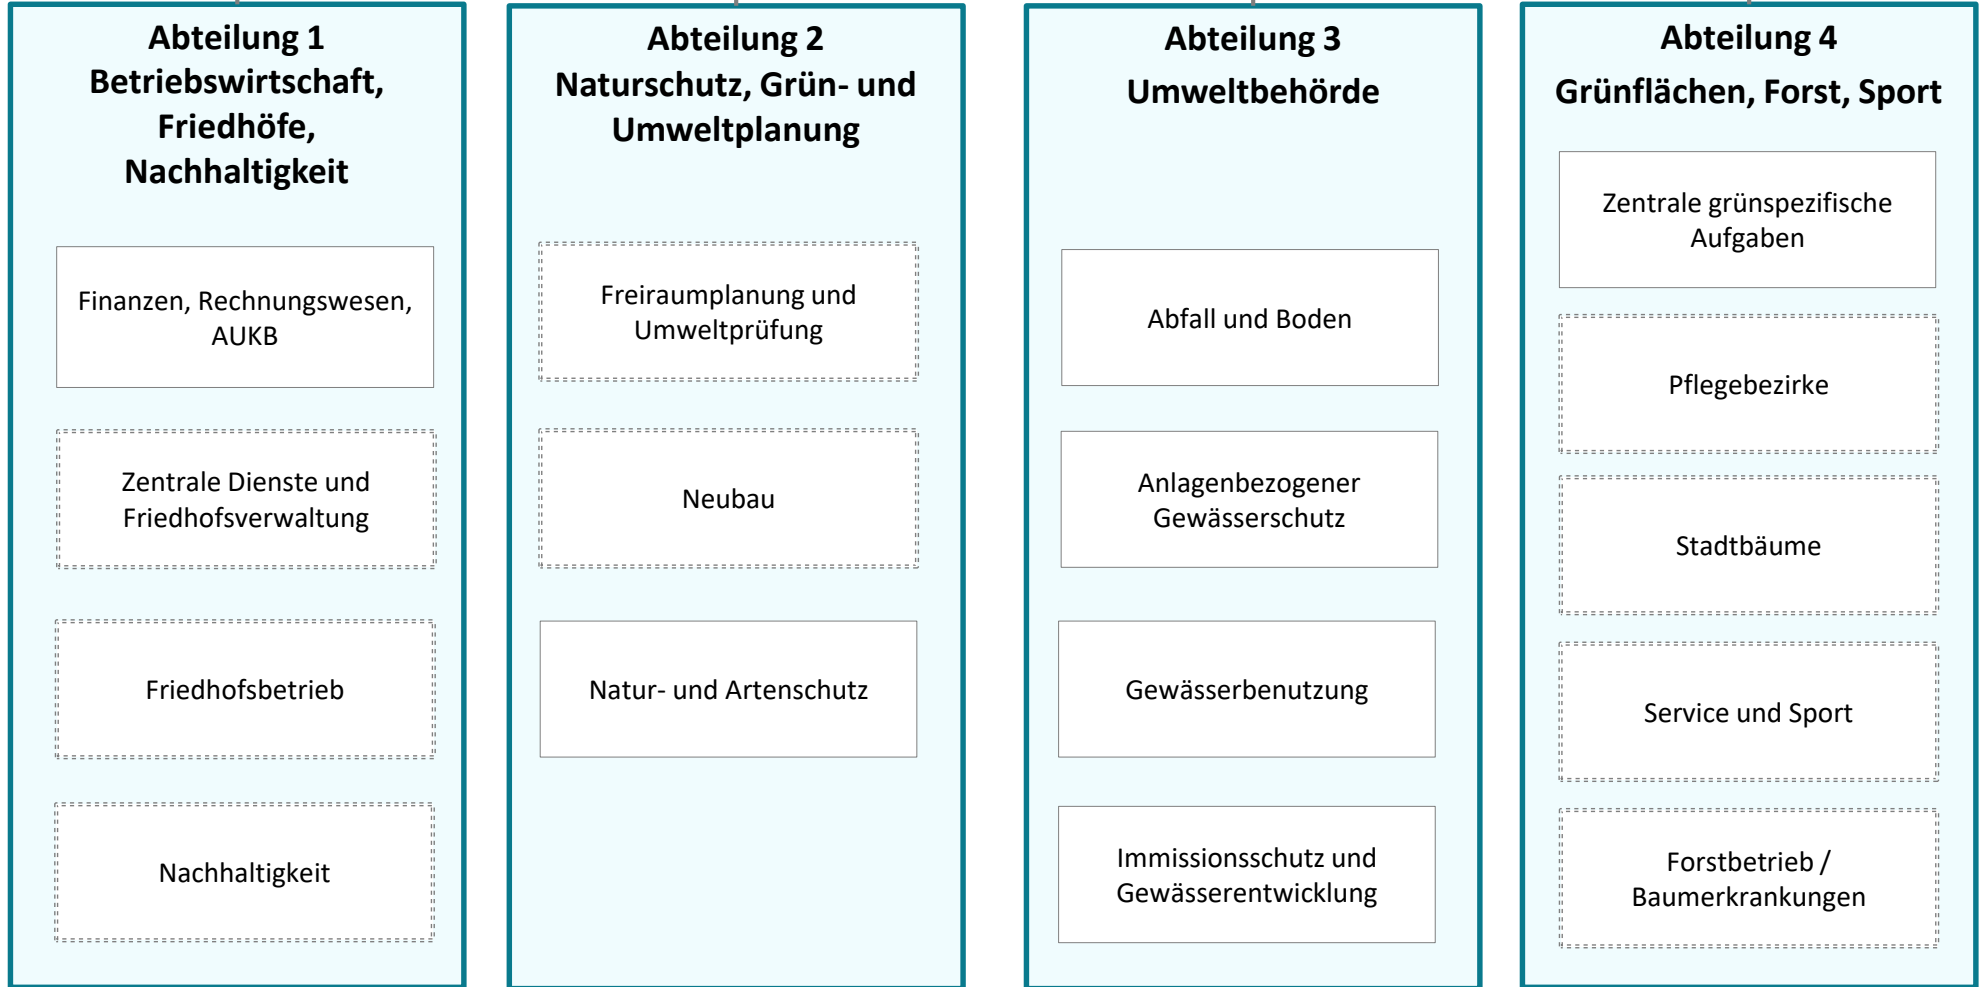 Abteilung 1
Betriebswirtschaft,
Friedhöfe,
Nachhaltigkeit
Finanzen, Rechnungswesen,
AUKB
Zentrale Dienste und
Friedhofsverwaltung
Friedhofsbetrieb
Nachhaltigkeit
Abteilung 2
Naturschutz, Grün- und
Umweltplanung
Freiraumplanung und
Umweltprüfung
Neubau
Natur- und Artenschutz
Abteilung 3
Umweltbehörde
Abfall und Boden
Anlagenbezogener
Gewässerschutz
Gewässerbenutzung
Immissionsschutz und
Gewässerentwicklung
Abteilung 4
Grünflächen, Forst, Sport
Zentrale grünspezifische
Aufgaben
Pflegebezirke
Stadtbäume
Service und Sport
Forstbetrieb /
Baumerkrankungen